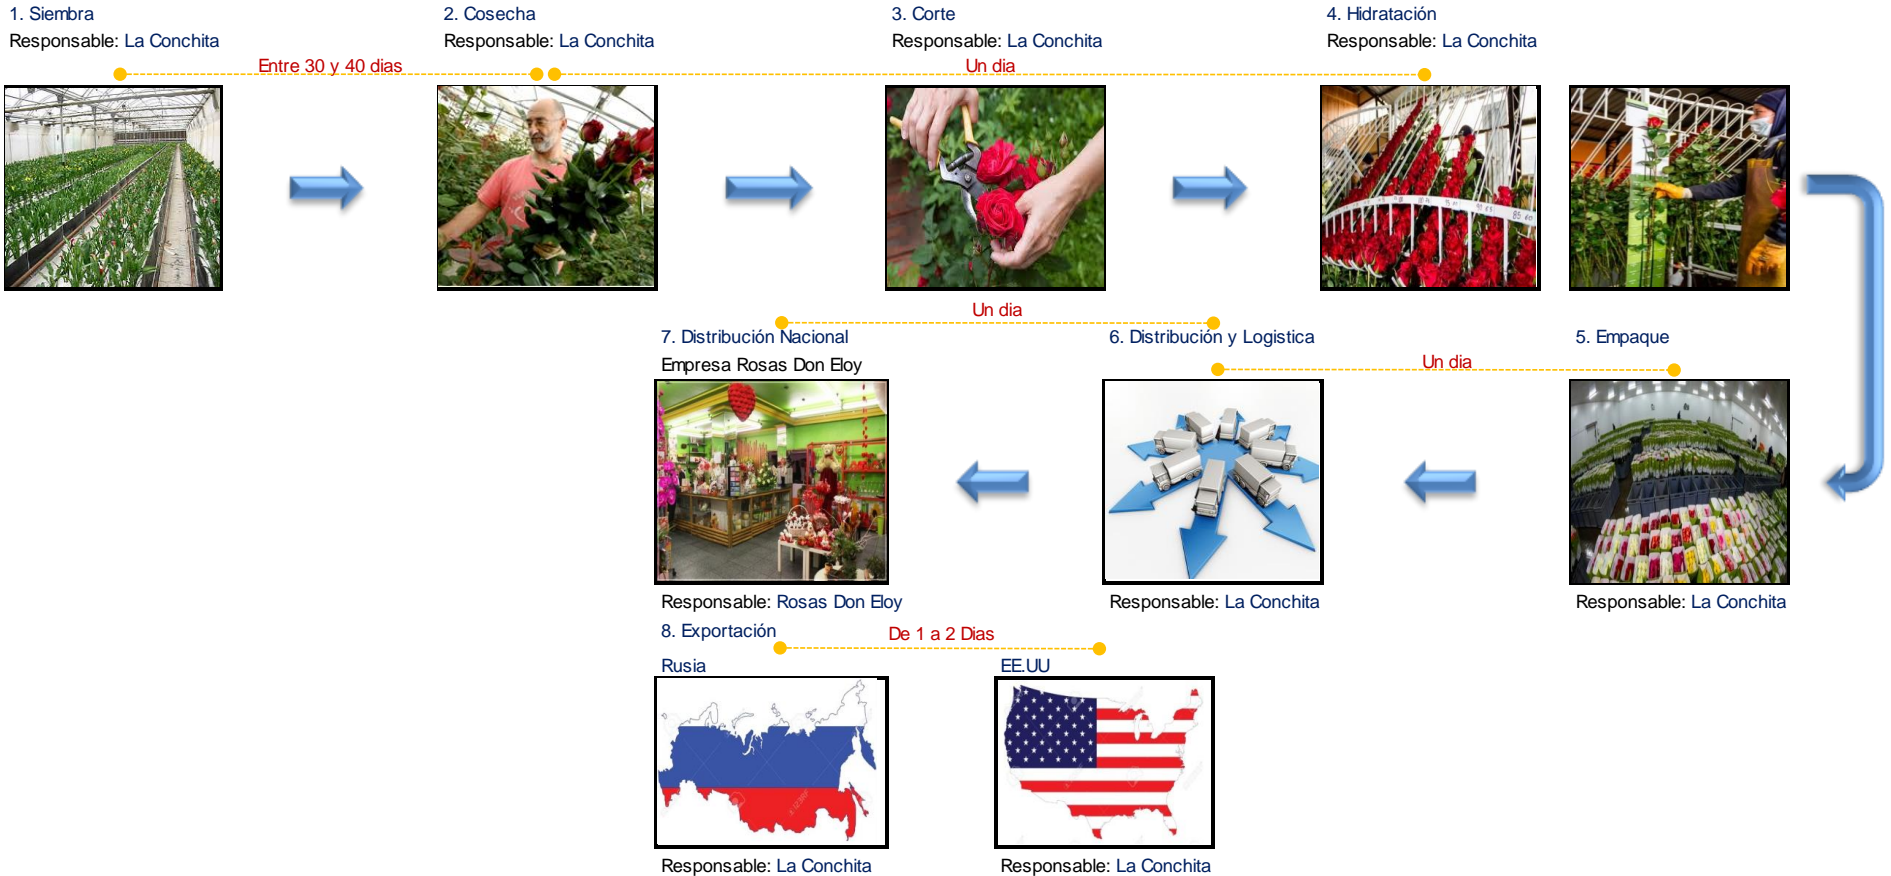 1. Siembra
Responsable: La Conchita
2. Cosecha
Responsable: La Conchita
3. Corte
Responsable: La Conchita
4. Hidratación
Responsable: La Conchita
Entre 30 y 40 dias
Un dia
Un dia
7. Distribución Nacional
Empresa Rosas Don Eloy
6. Distribución y Logistica
5. Empaque
Un dia
Responsable: Rosas Don Eloy
Responsable: La Conchita
Responsable: La Conchita
8. Exportación
De 1 a 2 Dias
Rusia
EE.UU
Responsable: La Conchita
Responsable: La Conchita